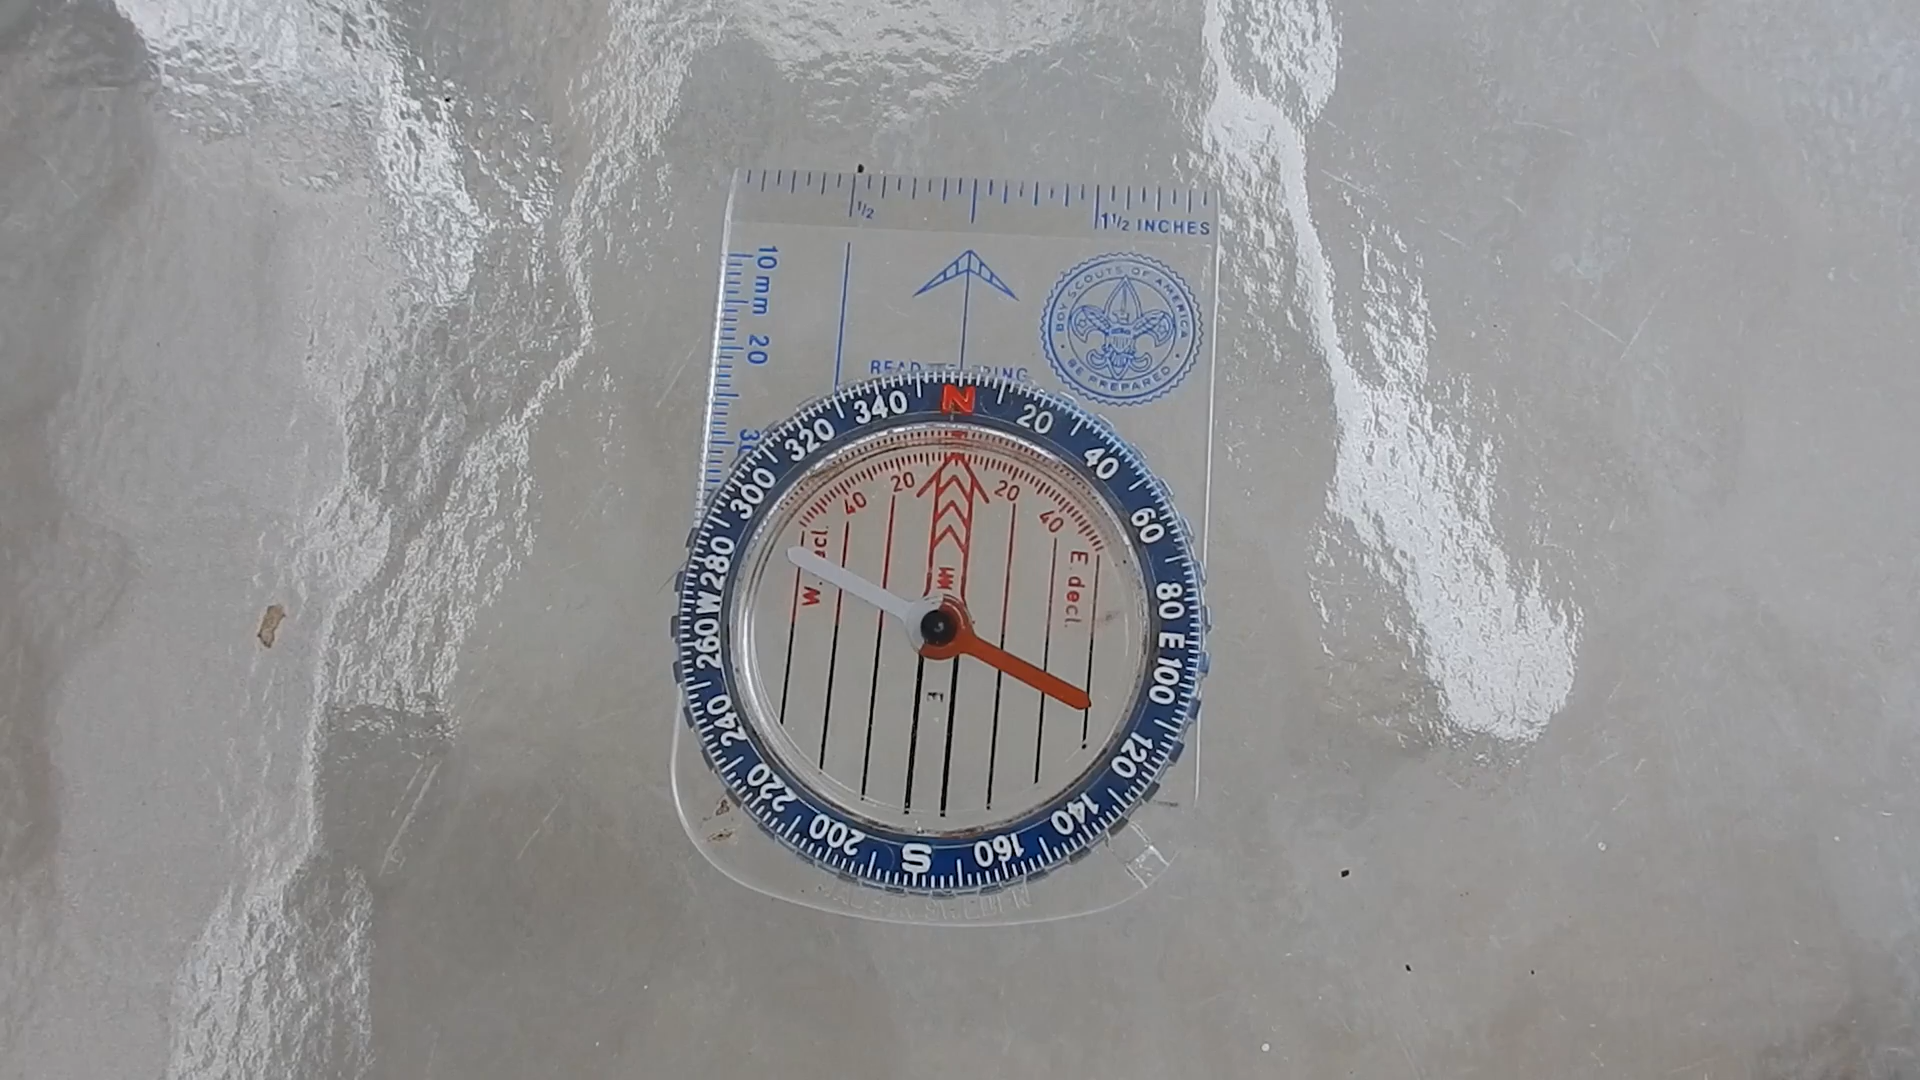 1/2
1 1/2 INCHES
10 mm 20 30
BOY SCOUTS OF AMERICA
BE PREPARED
N 20 40 60 80 E 100 120 140 160 S 200 220 240 260 W 280 300 320 340
40 20 20 40
W. decl.
E. decl.